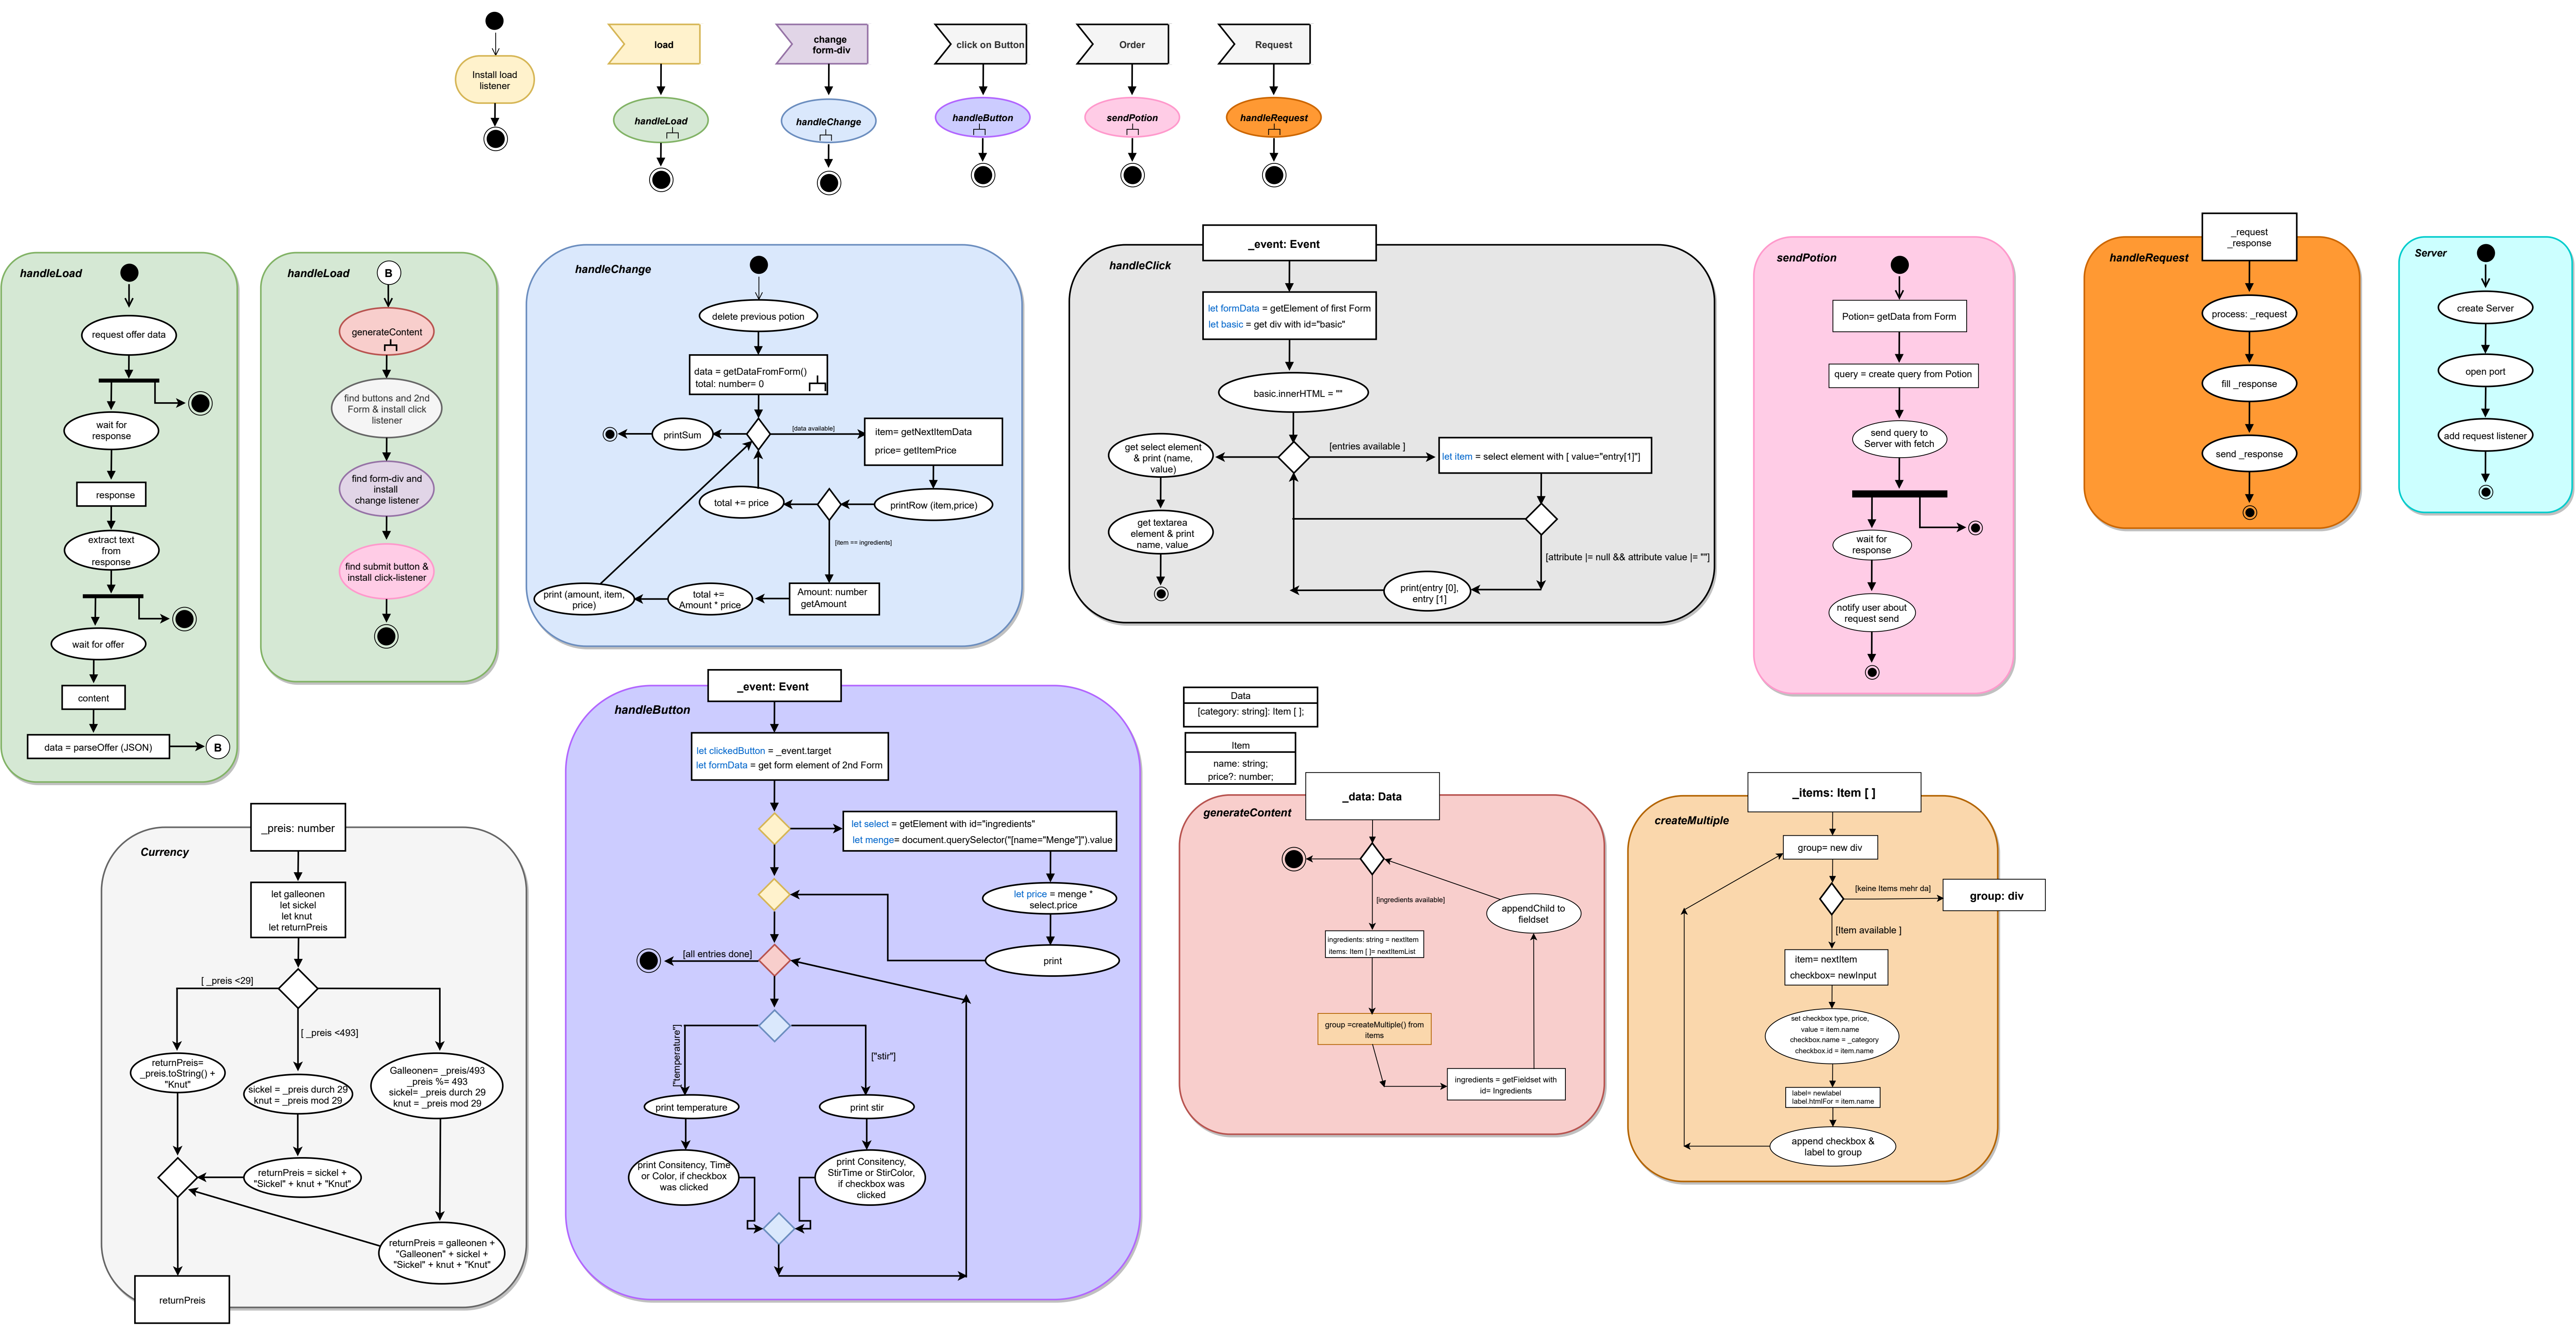 Install load
listener
load
handleLoad
change
form-div
handleChange
click on Button
handleButton
Order
sendPotion
Request
handleRequest
handleLoad
request offer data
wait for
response
response
extract text
from
response
wait for offer
content
data = parseOffer (JSON)
B
handleLoad
B
generateContent
find buttons and 2nd
Form & install click
listener
find form-div and
install
change listener
find submit button &
install click-listener
handleChange
delete previous potion
data = getDataFromForm()
total: number= 0
printSum
[data available]
item= getNextItemData
price= getItemPrice
total += price
printRow (item,price)
[item == ingredients]
print (amount, item,
price)
total +=
Amount * price
Amount: number
getAmount
_event: Event
handleClick
let formData = getElement of first Form
let basic = get div with id="basic"
basic.innerHTML = ""
get select element
& print (name,
value)
[entries available ]
let item = select element with [ value="entry[1]"]
get textarea
element & print
name, value
[attribute |= null && attribute value |= ""]
print(entry [0],
entry [1]
sendPotion
Potion= getData from Form
query = create query from Potion
send query to
Server with fetch
wait for
response
notify user about
request send
_request
_response
handleRequest
process: _request
fill _response
send _response
Server
create Server
open port
add request listener
_event: Event
handleButton
let clickedButton = _event.target
let formData = get form element of 2nd Form
let select = getElement with id="ingredients"
let menge= document.querySelector("[name="Menge"]").value
let price = menge *
select.price
print
[all entries done]
["temperature"]
["stir"]
print temperature
print stir
print Consitency, Time
or Color, if checkbox
was clicked
print Consitency,
StirTime or StirColor,
if checkbox was
clicked
Data
[category: string]: Item [ ];
Item
name: string;
price?: number;
_data: Data
generateContent
[ingredients available]
appendChild to
fieldset
ingredients: string = nextItem
items: Item [ ]= nextItemList
group =createMultiple() from
items
ingredients = getFieldset with
id= Ingredients
_items: Item [ ]
createMultiple
group= new div
[keine Items mehr da]
group: div
[Item available ]
item= nextItem
checkbox= newInput
set checkbox type, price,
value = item.name
checkbox.name = _category
checkbox.id = item.name
label= newlabel
label.htmlFor = item.name
append checkbox &
label to group
_preis: number
Currency
let galleonen
let sickel
let knut
let returnPreis
[ _preis <29]
[ _preis <493]
returnPreis=
_preis.toString() +
"Knut"
sickel = _preis durch 29
knut = _preis mod 29
Galleonen= _preis/493
_preis %= 493
sickel= _preis durch 29
knut = _preis mod 29
returnPreis = sickel +
"Sickel" + knut + "Knut"
returnPreis = galleonen +
"Galleonen" + sickel +
"Sickel" + knut + "Knut"
returnPreis